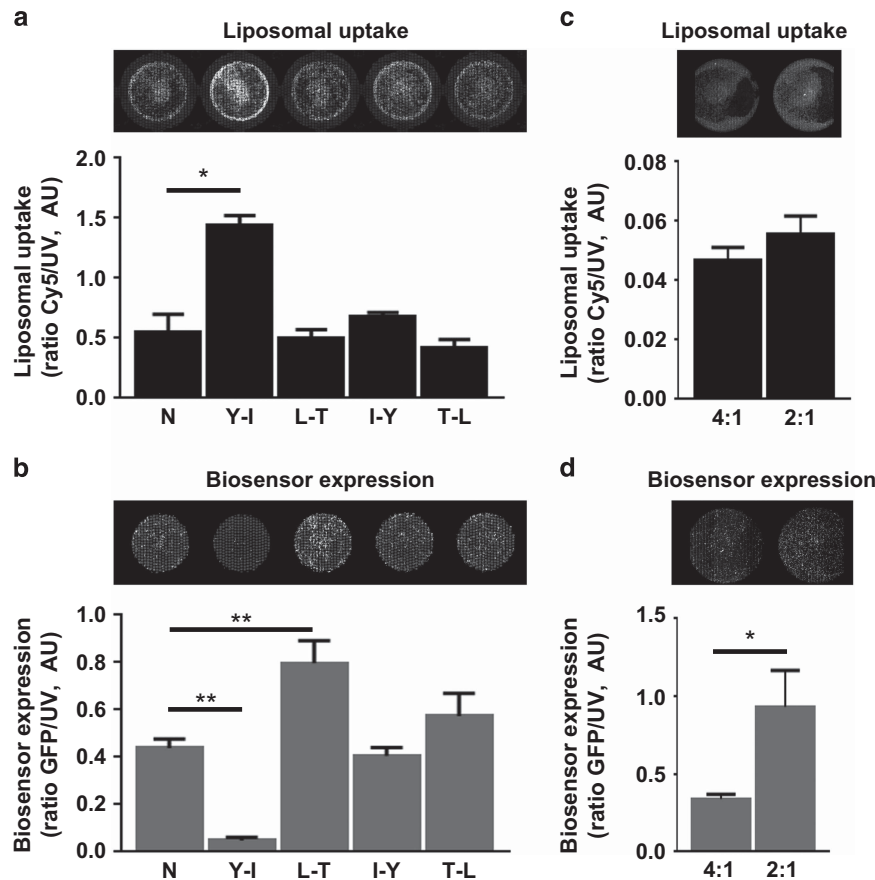 a
Liposomal uptake
Liposomal uptake
(ratio Cy5/UV, AU)
2.0
1.5
1.0
0.5
0.0
*
N Y-I L-T I-Y T-L
c
Liposomal uptake
Liposomal uptake
(ratio Cy5/UV, AU)
0.08
0.06
0.04
0.02
0.00
4:1 2:1
b
Biosensor expression
Biosensor expression
(ratio GFP/UV, AU)
1.0
0.8
0.6
0.4
0.2
0.0
**
**
N Y-I L-T I-Y T-L
d
Biosensor expression
Biosensor expression
(ratio GFP/UV, AU)
1.5
1.0
0.5
0.0
*
4:1 2:1